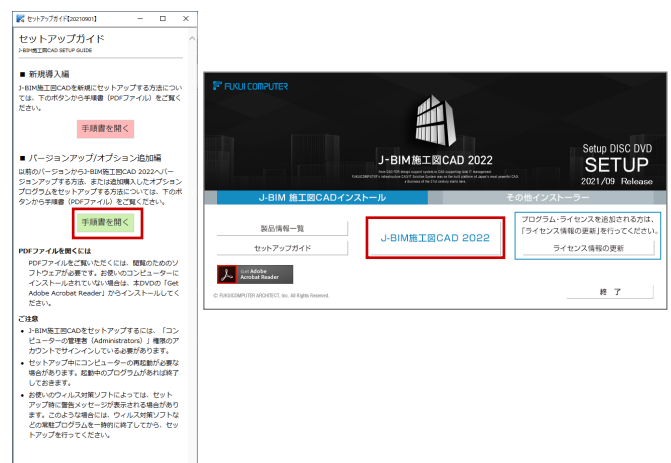 セットアップガイド【20210901】
セットアップガイド
J-BIM施工図CAD SETUP GUIDE
■ 新規導入編
J-BIM施工図CADを新規にセットアップする方法につい
ては、下のボタンから手順書（PDFファイル）をご覧く
ださい。
手順書を開く
■ バージョンアップ/オプション追加編
以前のバージョンからJ-BIM施工図CAD 2022へバー
ジョンアップする方法、または追加購入したオプション
プログラムをセットアップする方法については、下のボ
タンから手順書（PDFファイル）をご覧ください。
手順書を開く
PDFファイルを開くには
PDFファイルをご覧いただくには、閲覧のためのソ
フトウェアが必要です。お使いのコンピューターに
インストールされていない場合は、本DVDの「Get
Adobe Acrobat Reader」からインストールしてく
ださい。
ご注意
• J-BIM施工図CADをセットアップするには、「コン
ピューターの管理者（Administrators）」権限のア
カウントでサインインしている必要があります。
• セットアップ中にコンピューターの再起動が必要な
場合があります。起動中のプログラムがあれば終了
しておきます。
• お使いのウィルス対策ソフトによっては、セット
アップ時に警告メッセージが表示される場合があり
ます。このような場合には、ウィルス対策ソフトな
どの常駐プログラムを一時的に終了してから、セッ
トアップを行ってください。
FUKUI COMPUTER
J-BIM施工図CAD 2022
Setup DISC DVD
SETUP
2021/09 Release
J-BIM 施工図CADインストール
その他インストーラー
製品情報一覧
セットアップガイド
J-BIM施工図CAD 2022
プログラム・ライセンスを追加される方は、
「ライセンス情報の更新」を行ってください。
ライセンス情報の更新
Get Adobe
Acrobat Reader
© FUKUICOMPUTER ARCHITECT, Inc. All Rights Reserved.
終 了